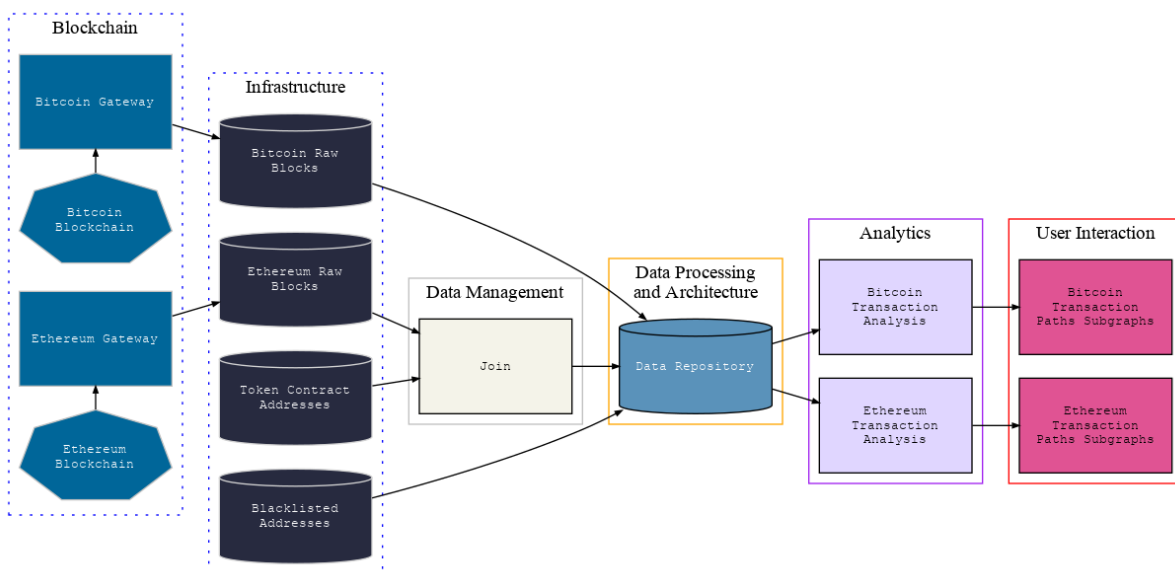 Blockchain
Bitcoin Gateway
Bitcoin
Blockchain
Ethereum Gateway
Ethereum
Blockchain
Infrastructure
Bitcoin Raw
Blocks
Ethereum Raw
Blocks
Token Contract
Addresses
Blacklisted
Addresses
Data Management
Join
Data Processing
and Architecture
Data Repository
Analytics
Bitcoin
Transaction
Analysis
Ethereum
Transaction
Analysis
User Interaction
Bitcoin
Transaction
Paths Subgraphs
Ethereum
Transaction
Paths Subgraphs